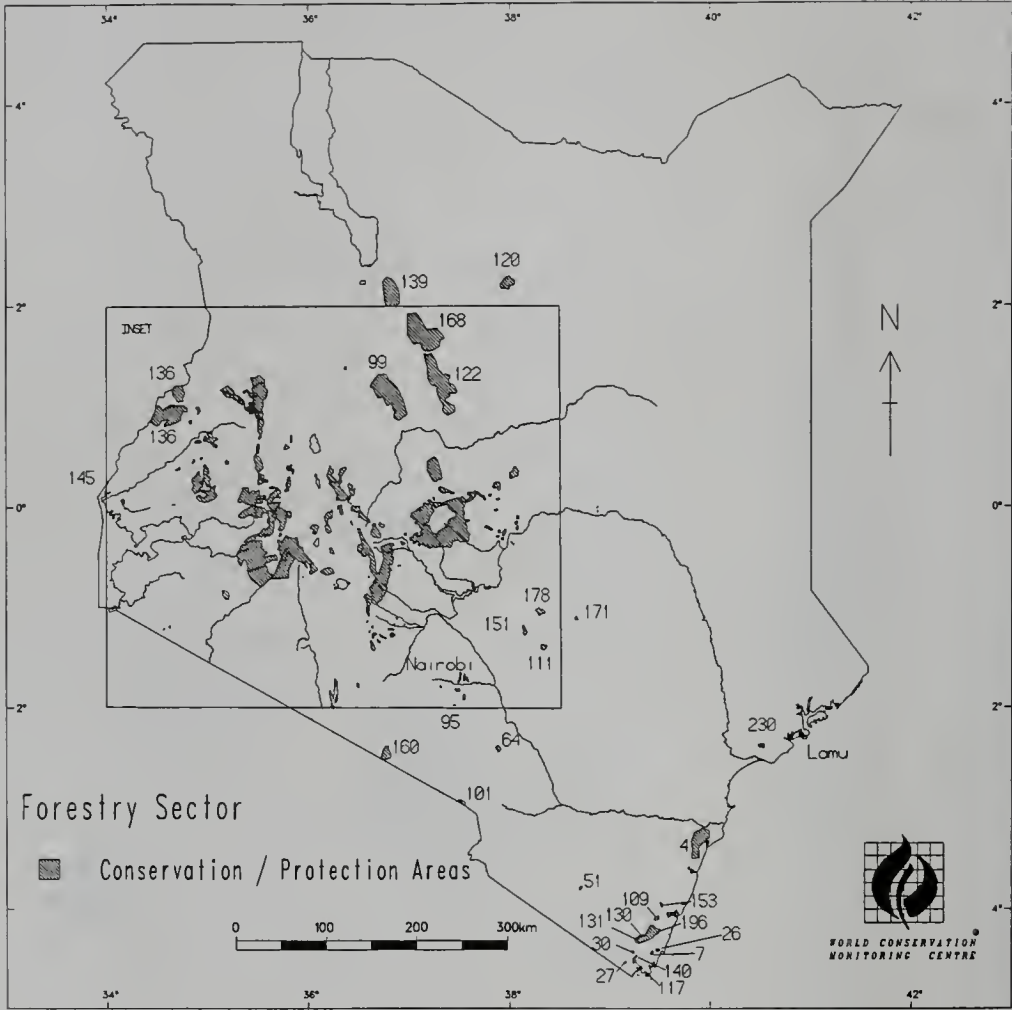 34° 36° 38° 40° 42°
4° 4°
120
139
2° 2°
INSET
168
N
99
122
136
136
145
0° 0°
178
171
151
111
Nairobi
2° 95 2°
230
160 64
Lamu
101
Forestry Sector
4
Conservation / Protection Areas
51
109 153
130
131 196 26
4° 4°
0 100 200 300km
30 7
27 140
117
WORLD CONSERVATION
MONITORING CENTRE
34° 36° 38° 40° 42°